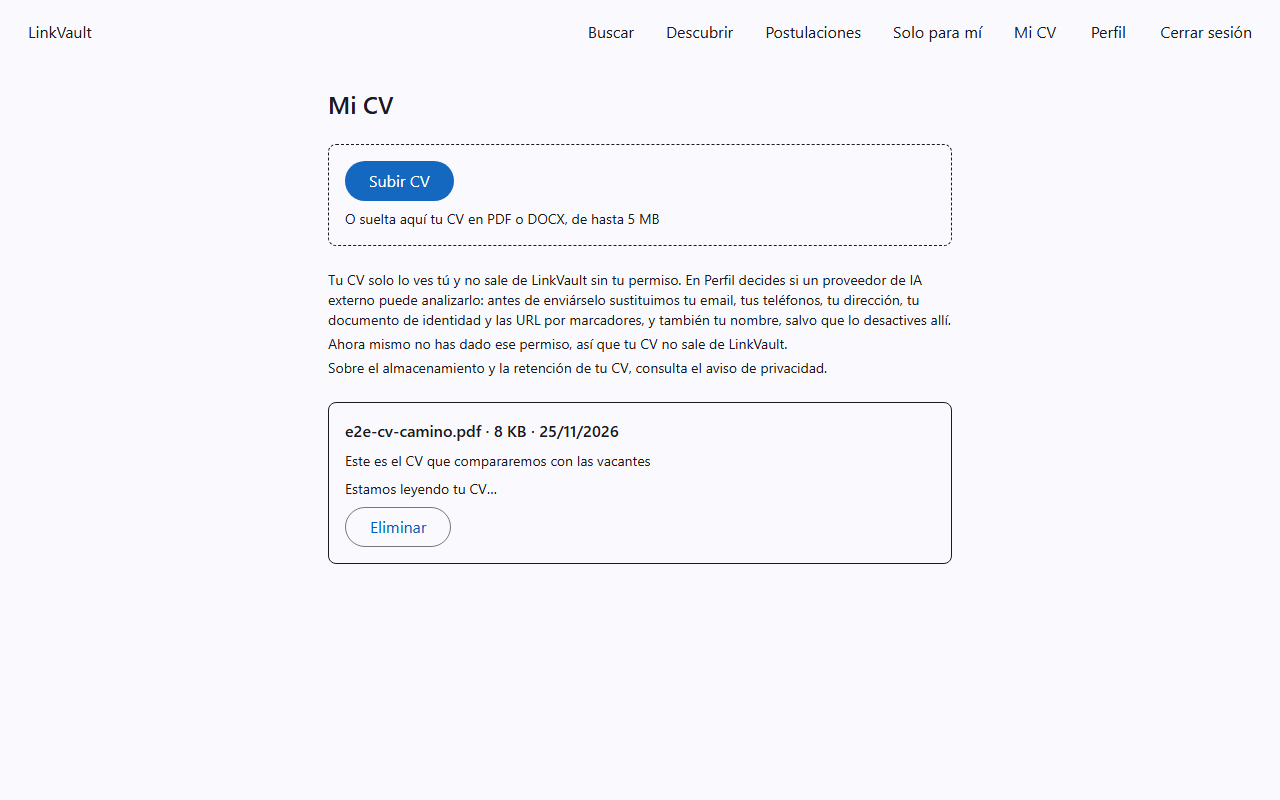 LinkVault
Buscar
Descubrir
Postulaciones
Solo para mí
Mi CV
Perfil
Cerrar sesión
Mi CV
Subir CV
O suelta aquí tu CV en PDF o DOCX, de hasta 5 MB
Tu CV solo lo ves tú y no sale de LinkVault sin tu permiso. En Perfil decides si un proveedor de IA
externo puede analizarlo: antes de enviárselo sustituimos tu email, tus teléfonos, tu dirección, tu
documento de identidad y las URL por marcadores, y también tu nombre, salvo que lo desactives allí.
Ahora mismo no has dado ese permiso, así que tu CV no sale de LinkVault.
Sobre el almacenamiento y la retención de tu CV, consulta el aviso de privacidad.
e2e-cv-camino.pdf · 8 KB · 25/11/2026
Este es el CV que compararemos con las vacantes
Estamos leyendo tu CV…
Eliminar